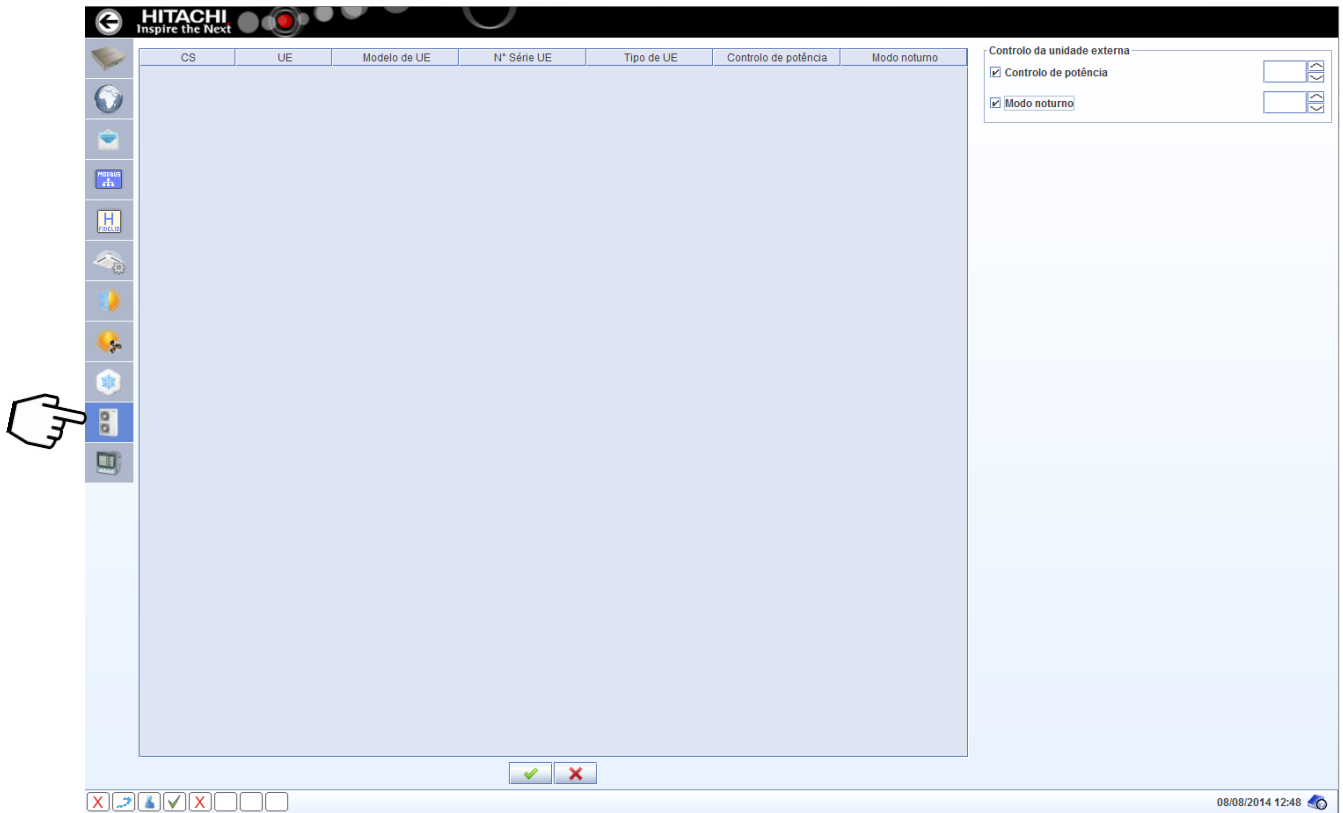 HITACHI
Inspire the Next
CS UE Modelo de UE N° Série UE Tipo de UE Controlo de potência Modo noturno
Controlo da unidade externa
Controlo de potência
Modo noturno
MODBUS
H
FIDELIO
X X
08/08/2014 12:48